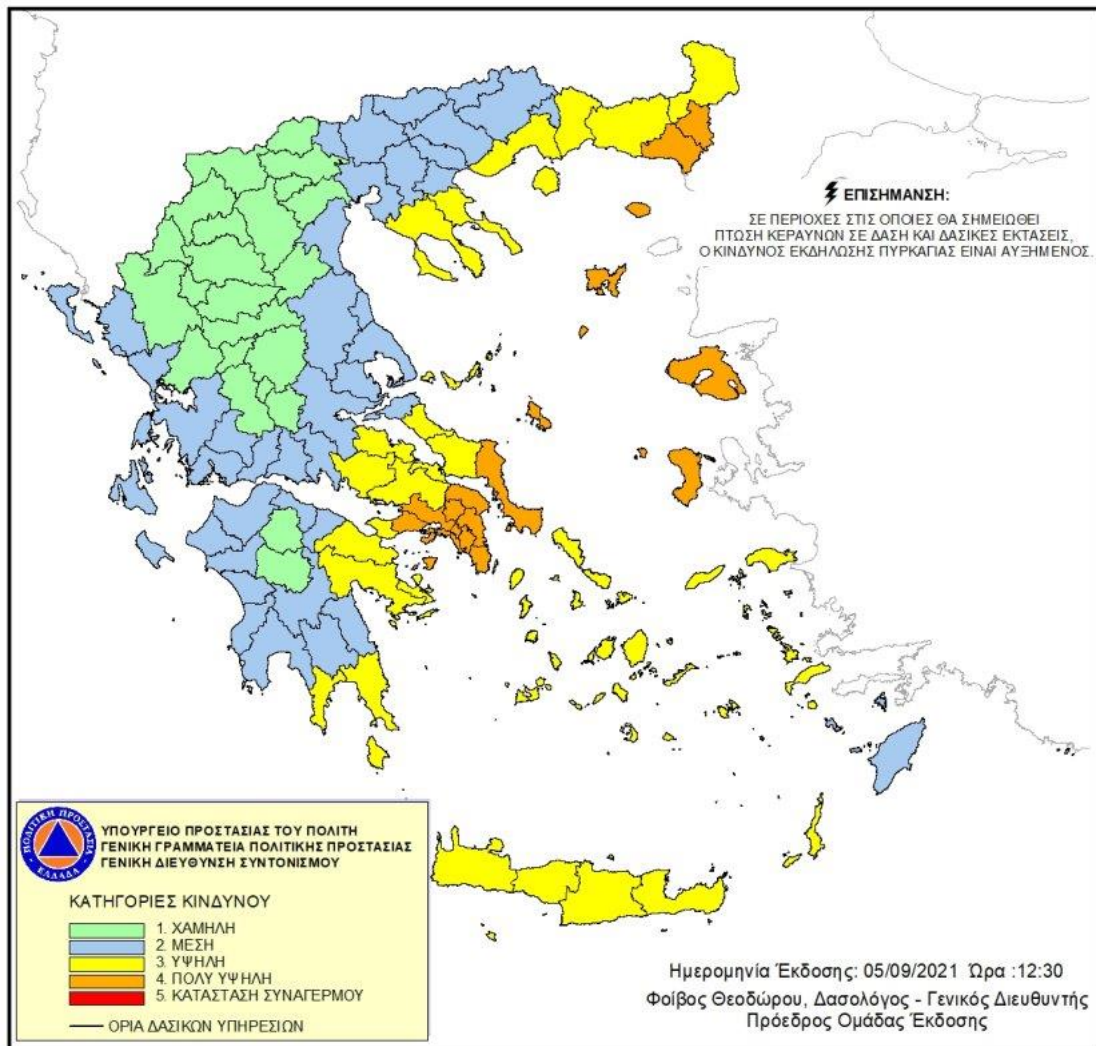 ΕΠΙΣΗΜΑΝΣΗ:
ΣΕ ΠΕΡΙΟΧΕΣ ΣΤΙΣ ΟΠΟΙΕΣ ΘΑ ΣΗΜΕΙΩΘΕΙ
ΠΤΩΣΗ ΚΕΡΑΥΝΩΝ ΣΕ ΔΑΣΗ ΚΑΙ ΔΑΣΙΚΕΣ ΕΚΤΑΣΕΙΣ,
Ο ΚΙΝΔΥΝΟΣ ΕΚΔΗΛΩΣΗΣ ΠΥΡΚΑΓΙΑΣ ΕΙΝΑΙ ΑΥΞΗΜΕΝΟΣ.
ΠΟΛΙΤΙΚΗ ΠΡΟΣΤΑΣΙΑ
ΕΛΛΑΔΑ
ΥΠΟΥΡΓΕΙΟ ΠΡΟΣΤΑΣΙΑΣ ΤΟΥ ΠΟΛΙΤΗ
ΓΕΝΙΚΗ ΓΡΑΜΜΑΤΕΙΑ ΠΟΛΙΤΙΚΗΣ ΠΡΟΣΤΑΣΙΑΣ
ΓΕΝΙΚΗ ΔΙΕΥΘΥΝΣΗ ΣΥΝΤΟΝΙΣΜΟΥ
ΚΑΤΗΓΟΡΙΕΣ ΚΙΝΔΥΝΟΥ
1. ΧΑΜΗΛΗ
2. ΜΕΣΗ
3. ΥΨΗΛΗ
4. ΠΟΛΥ ΥΨΗΛΗ
5. ΚΑΤΑΣΤΑΣΗ ΣΥΝΑΓΕΡΜΟΥ
ΟΡΙΑ ΔΑΣΙΚΩΝ ΥΠΗΡΕΣΙΩΝ
Ημερομηνία Έκδοσης: 05/09/2021 Ώρα :12:30
Φοίβος Θεοδώρου, Δασολόγος - Γενικός Διευθυντής
Πρόεδρος Ομάδας Έκδοσης